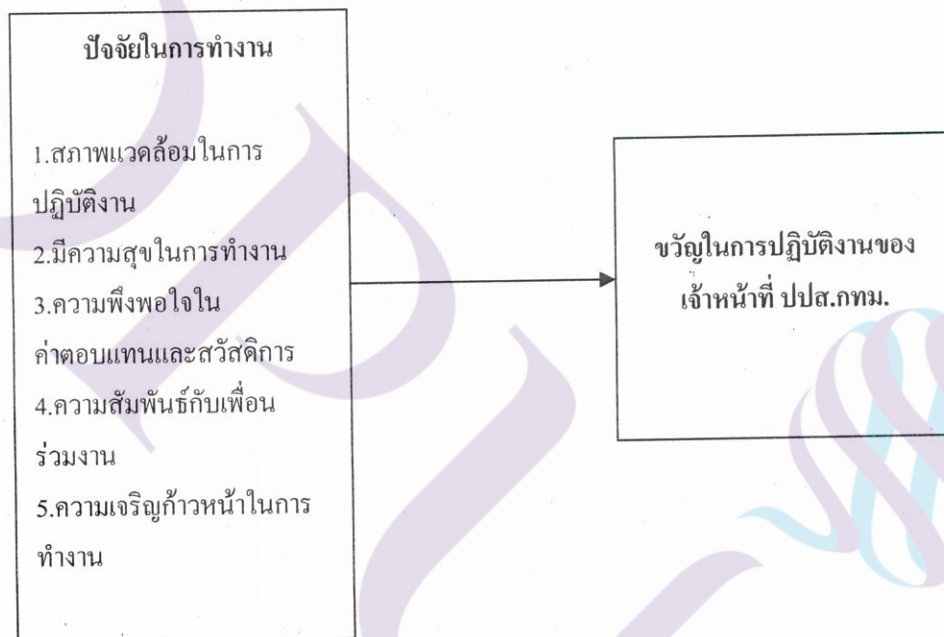 ปัจจัยในการทำงาน
1.สภาพแวดล้อมในการ
ปฏิบัติงาน
2.มีความสุขในการทำงาน
3.ความพึงพอใจใน
ค่าตอบแทนและสวัสดิการ
4.ความสัมพันธ์กับเพื่อน
ร่วมงาน
5.ความเจริญก้าวหน้าในการ
ทำงาน
ขวัญในการปฏิบัติงานของ
เจ้าหน้าที่ ปปส.กทม.